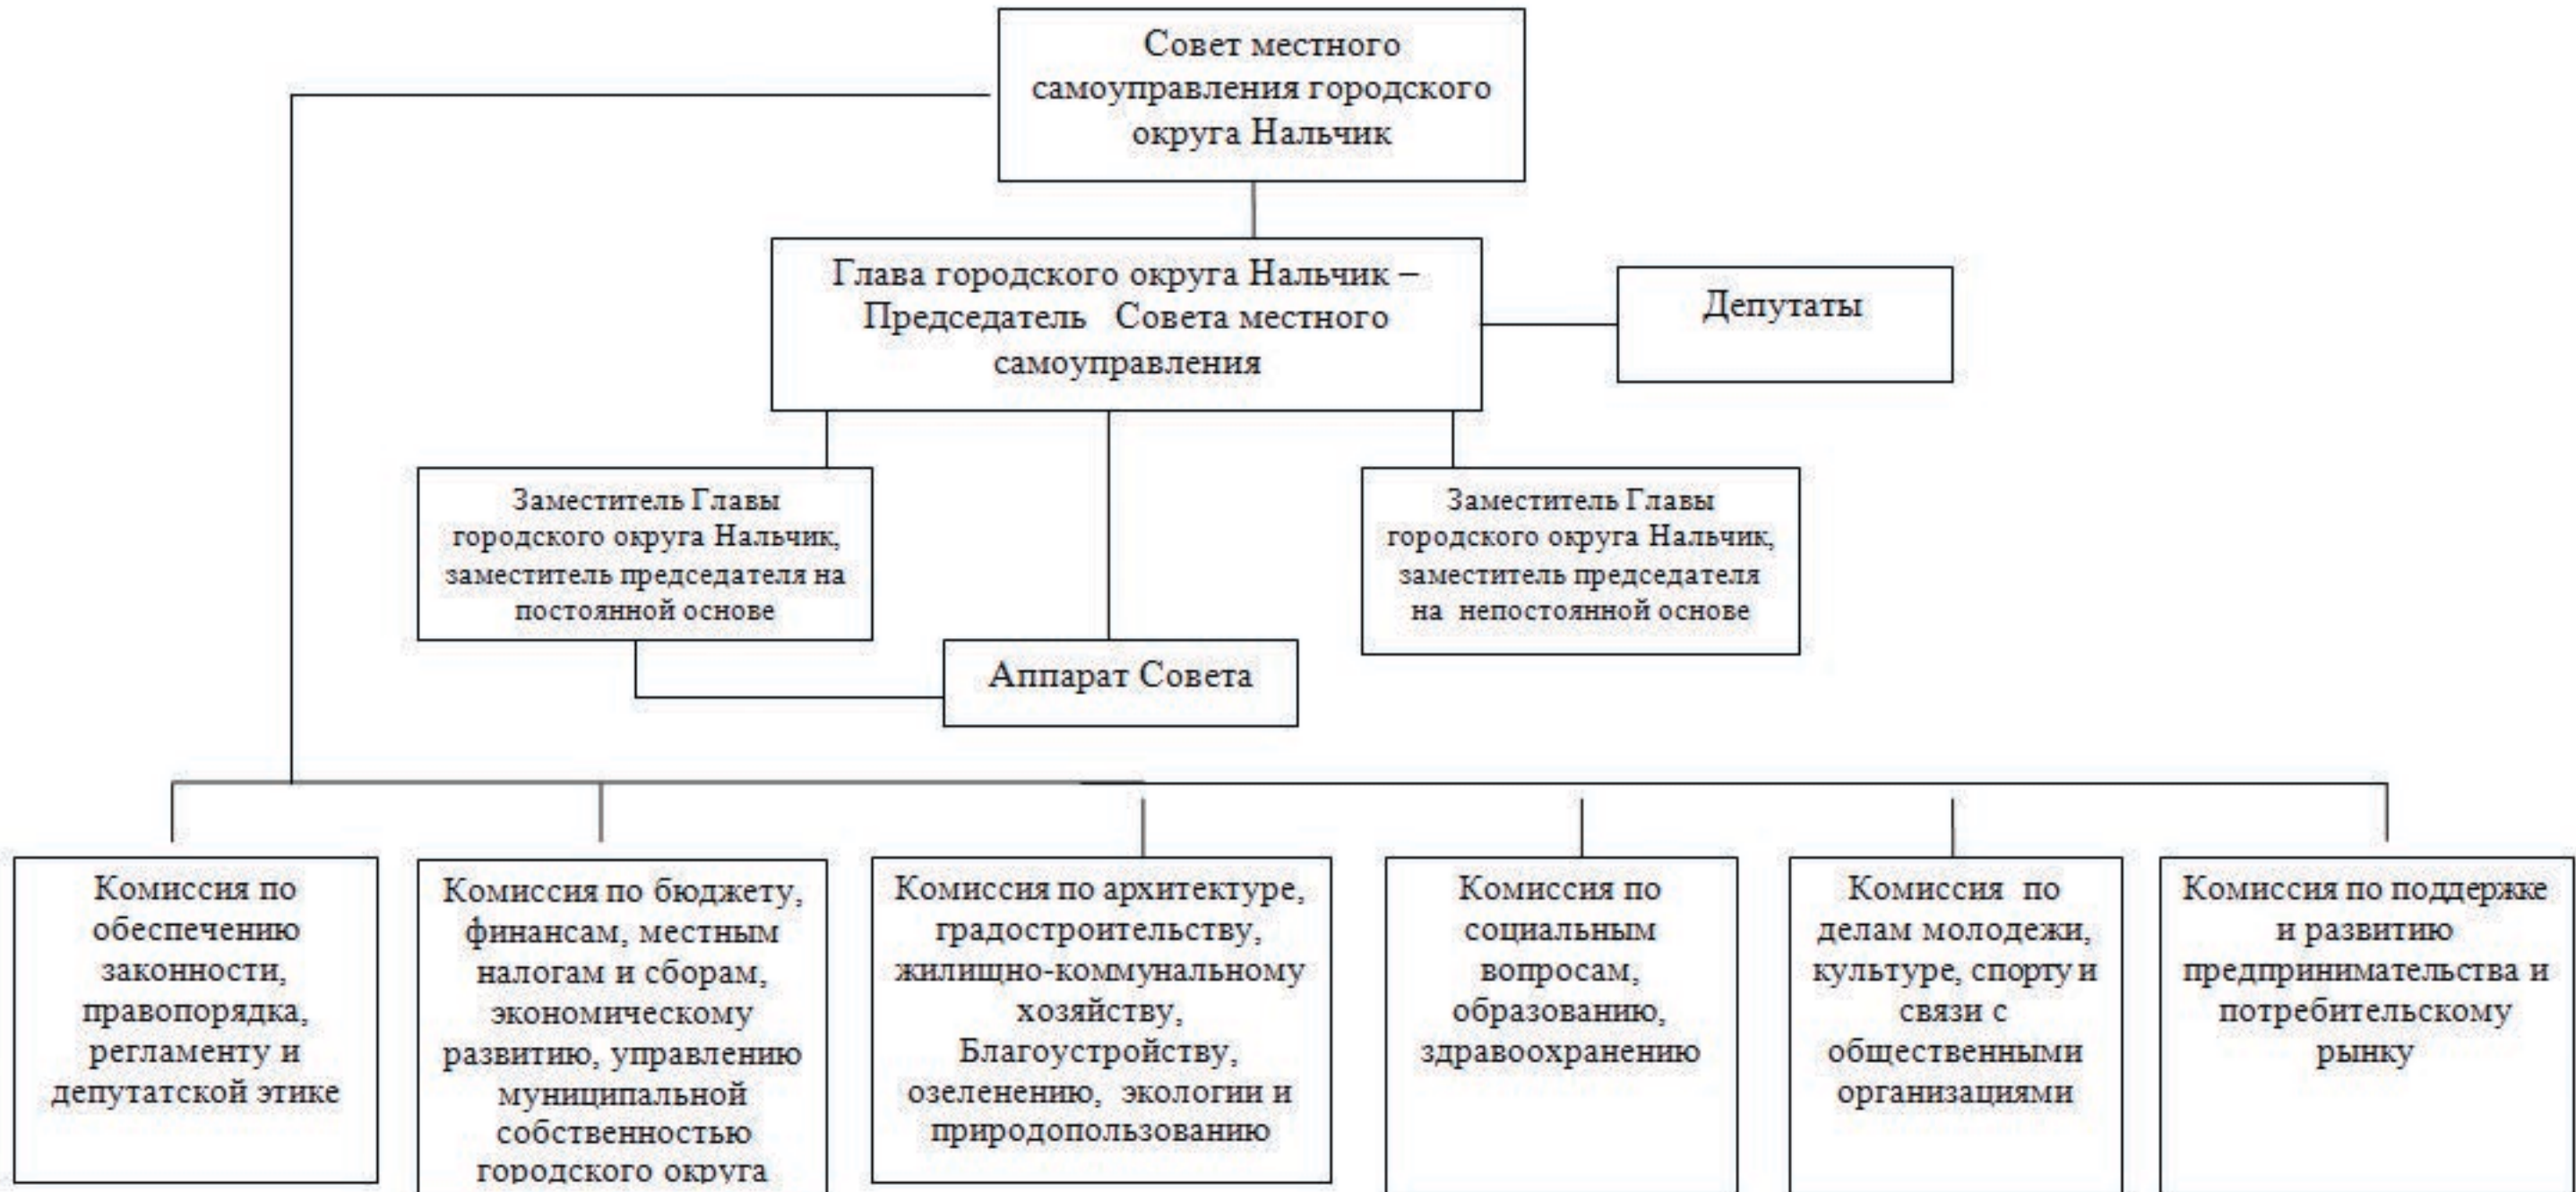 Совет местного
самоуправления городского
округа Нальчик
Глава городского округа Нальчик –
Председатель Совета местного
самоуправления
Депутаты
Заместитель Главы
городского округа Нальчик,
заместитель председателя на
постоянной основе
Заместитель Главы
городского округа Нальчик,
заместитель председателя
на непостоянной основе
Аппарат Совета
Комиссия по
обеспечению
законности,
правопорядка,
регламенту и
депутатской этике
Комиссия по бюджету,
финансам, местным
налогам и сборам,
экономическому
развитию, управлению
муниципальной
собственностью
городского округа
Комиссия по архитектуре,
градостроительству,
жилищно-коммунальному
хозяйству,
Благоустройству,
озеленению, экологии и
природопользованию
Комиссия по
социальным
вопросам,
образованию,
здравоохранению
Комиссия по
делам молодежи,
культуре, спорту и
связи с
общественными
организациями
Комиссия по поддержке
и развитию
предпринимательства и
потребительскому
рынку